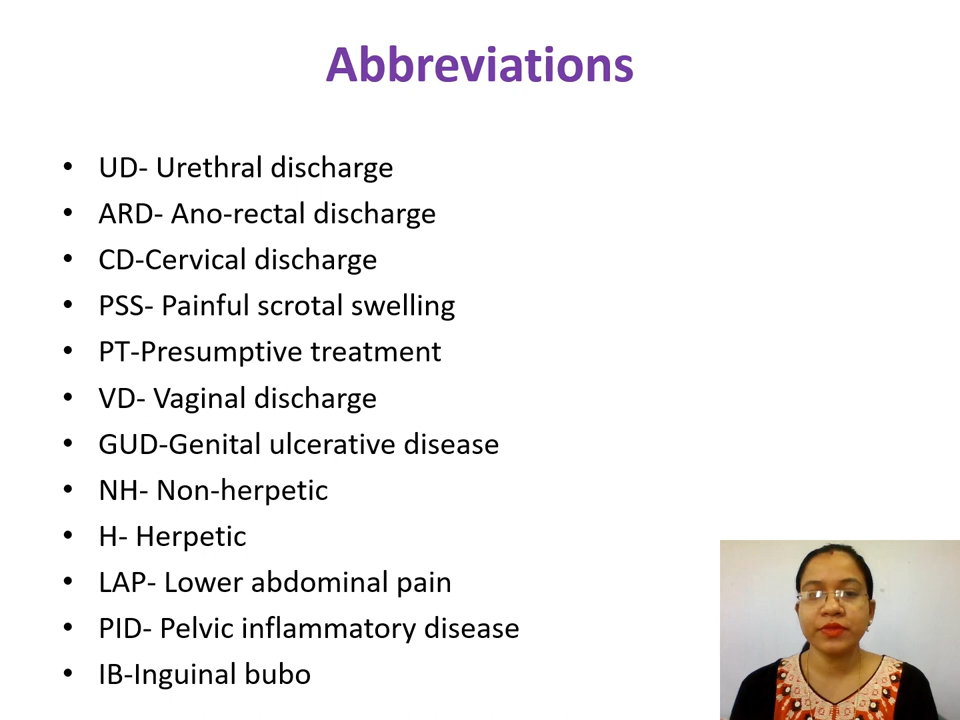 Abbreviations
• UD- Urethral discharge
• ARD- Ano-rectal discharge
• CD-Cervical discharge
• PSS- Painful scrotal swelling
• PT-Presumptive treatment
• VD- Vaginal discharge
• GUD-Genital ulcerative disease
• NH- Non-herpetic
• H- Herpetic
• LAP- Lower abdominal pain
• PID- Pelvic inflammatory disease
• IB-Inguinal bubo